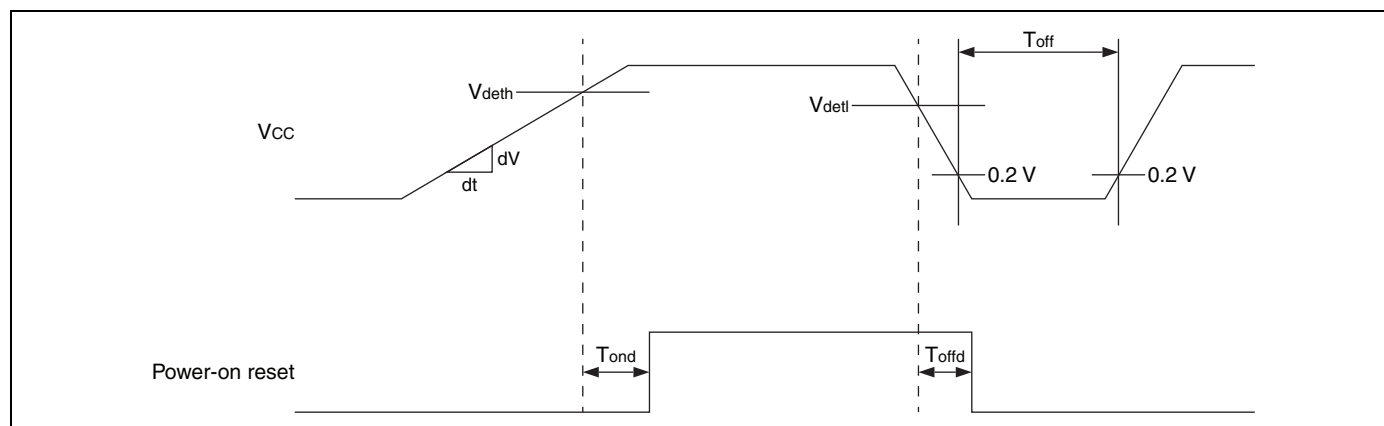 Toff
Vdeth
Vdetl
VCC
dV
dt
0.2 V
0.2 V
Tond
Toffd
Power-on reset